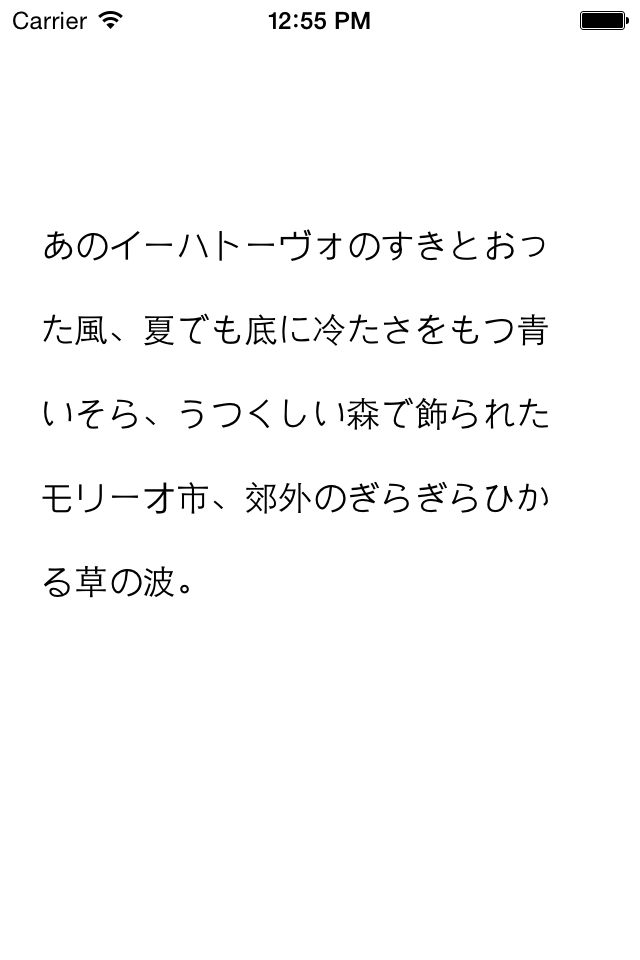 Carrier 12:55 PM
あのイーハトーヴォのすきとおっ
た風、夏でも底に冷たさをもつ青
いそら、うつくしい森で飾られた
モリーオ市、郊外のぎらぎらひか
る草の波。